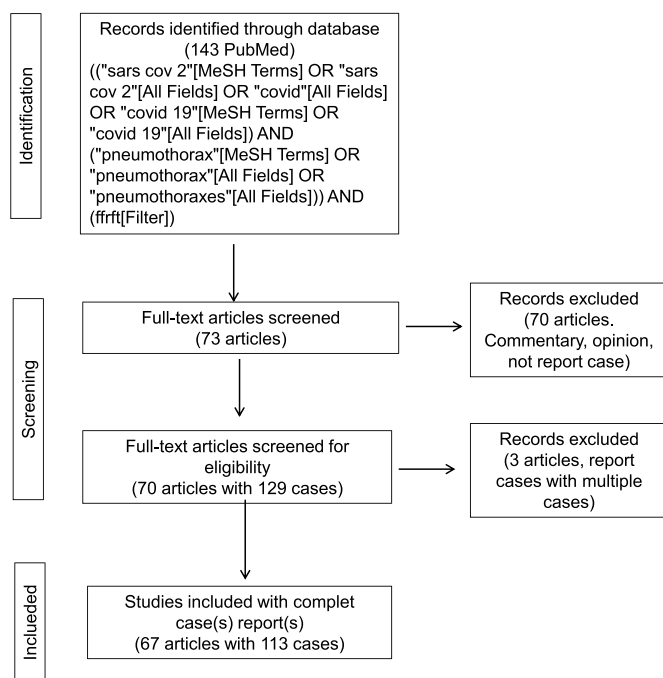 Identification
Records identified through database
(143 PubMed)
(("sars cov 2"[MeSH Terms] OR "sars
cov 2"[All Fields] OR "covid"[All Fields]
OR "covid 19"[MeSH Terms] OR
"covid 19"[All Fields]) AND
("pneumothorax"[MeSH Terms] OR
"pneumothorax"[All Fields] OR
"pneumothoraxes"[All Fields])) AND
(ffrft[Filter])
Screening
Full-text articles screened
(73 articles)
Records excluded
(70 articles.
Commentary, opinion,
not report case)
Full-text articles screened for
eligibility
(70 articles with 129 cases)
Records excluded
(3 articles, report
cases with multiple
cases)
Inclueded
Studies included with complet
case(s) report(s)
(67 articles with 113 cases)